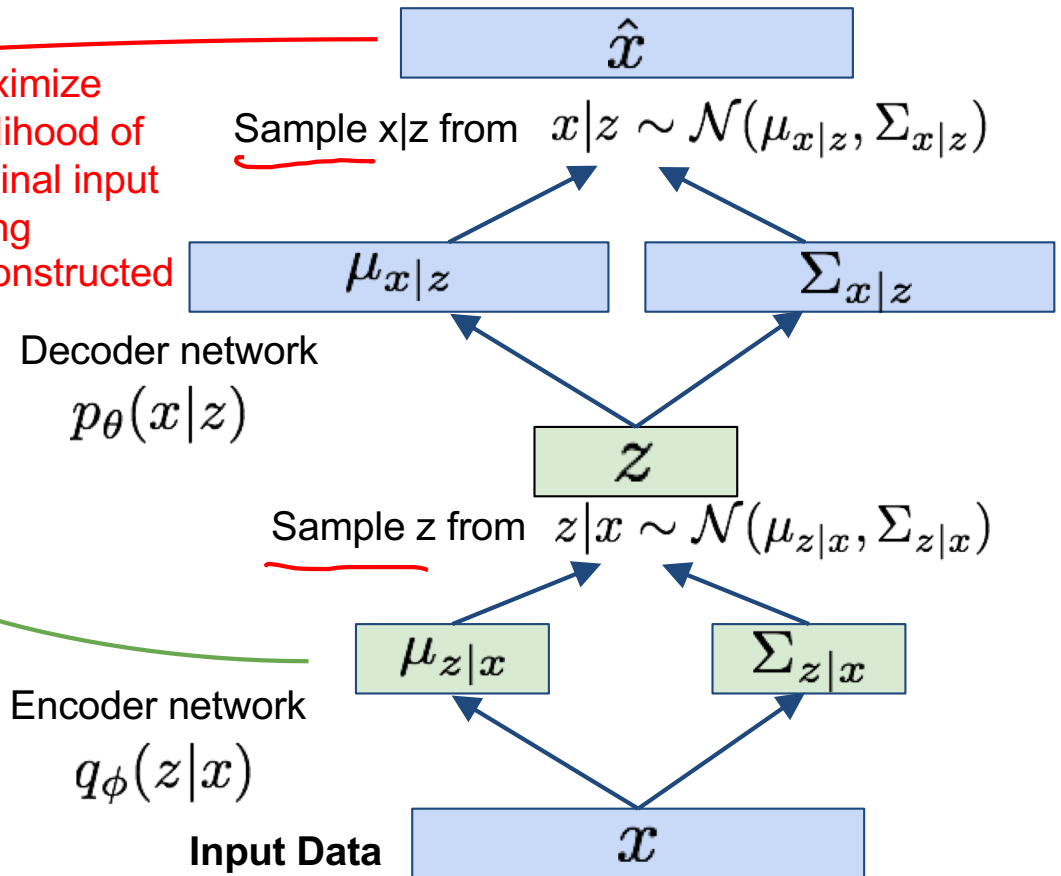 x̂
ximize
lihood of
inal input
ng
constructed
Sample x|z from x|z ∼ N(μ_{x|z}, Σ_{x|z})
μ_{x|z} Σ_{x|z}
Decoder network
p_θ(x|z)
z
Sample z from z|x ∼ N(μ_{z|x}, Σ_{z|x})
μ_{z|x} Σ_{z|x}
Encoder network
q_ϕ(z|x)
Input Data x